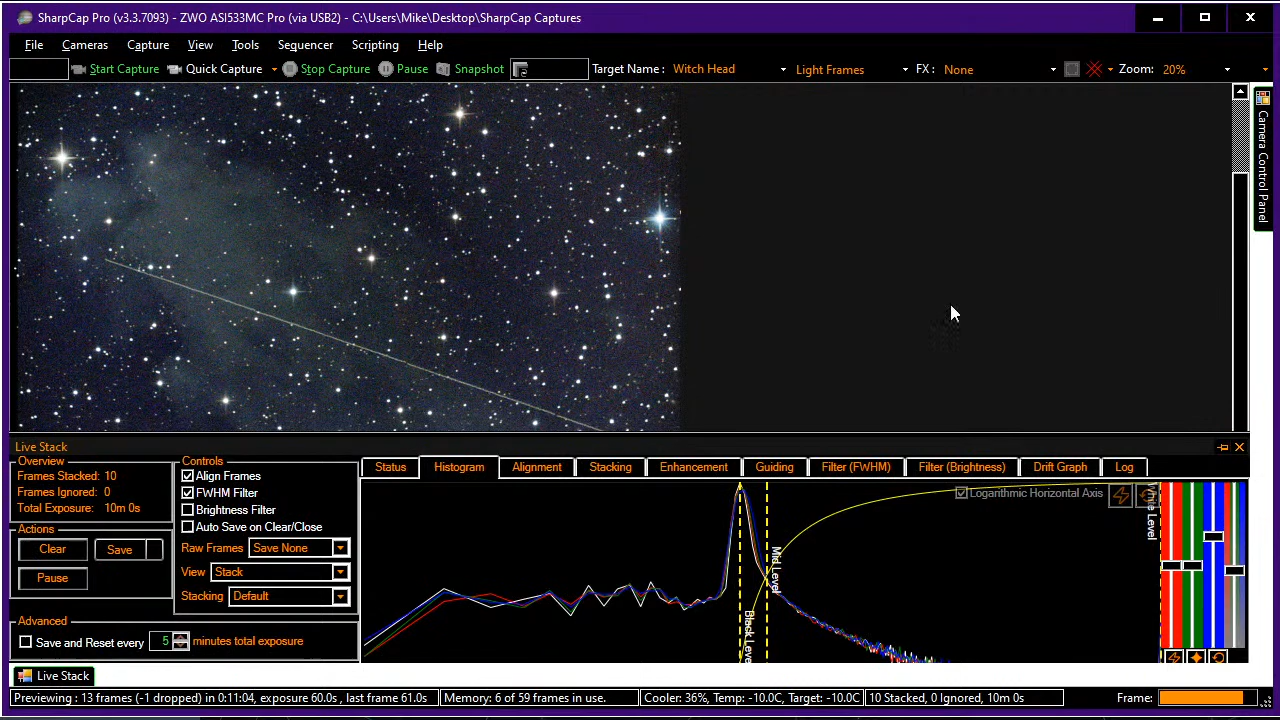 SharpCap Pro (v3.3.7093) - ZWO ASI533MC Pro (via USB2) - C:\Users\Mike\Desktop\SharpCap Captures
File Cameras Capture View Tools Sequencer Scripting Help
Start Capture Quick Capture Stop Capture Pause Snapshot Target Name : Witch Head Light Frames FX : None Zoom: 20%
Camera Control Panel
Live Stack
Overview
Frames Stacked: 10
Frames Ignored: 0
Total Exposure: 10m 0s
Actions
Clear Save
Pause
Controls
Align Frames
FWHM Filter
Brightness Filter
Auto Save on Clear/Close
Raw Frames Save None
View Stack
Stacking Default
Advanced
Save and Reset every 5 minutes total exposure
Status Histogram Alignment Stacking Enhancement Guiding Filter (FWHM) Filter (Brightness) Drift Graph Log
Logarithmic Horizontal Axis
Black Level
Mid Level
White Level
Live Stack
Previewing : 13 frames (-1 dropped) in 0:11:04, exposure 60.0s , last frame 61.0s Memory: 6 of 59 frames in use. Cooler: 36%, Temp: -10.0C, Target: -10.0C 10 Stacked, 0 Ignored, 10m 0s Frame: